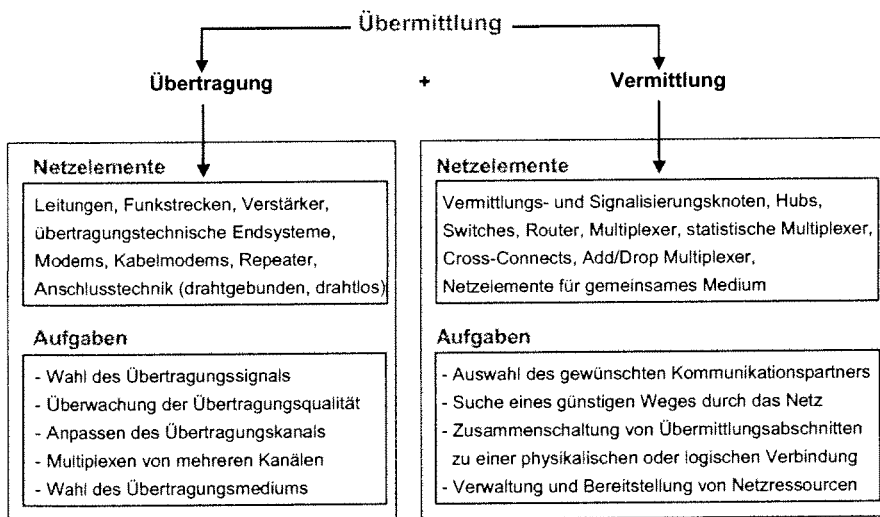 Übermittlung
Übertragung + Vermittlung
Netzelemente
Leitungen, Funkstrecken, Verstärker,
übertragungstechnische Endsysteme,
Modems, Kabelmodems, Repeater,
Anschlusstechnik (drahtgebunden, drahtlos)
Aufgaben
- Wahl des Übertragungssignals
- Überwachung der Übertragungsqualität
- Anpassen des Übertragungskanals
- Multiplexen von mehreren Kanälen
- Wahl des Übertragungsmediums
Netzelemente
Vermittlungs- und Signalisierungsknoten, Hubs,
Switches, Router, Multiplexer, statistische Multiplexer,
Cross-Connects, Add/Drop Multiplexer,
Netzelemente für gemeinsames Medium
Aufgaben
- Auswahl des gewünschten Kommunikationspartners
- Suche eines günstigen Weges durch das Netz
- Zusammenschaltung von Übermittlungsabschnitten
zu einer physikalischen oder logischen Verbindung
- Verwaltung und Bereitstellung von Netzressourcen